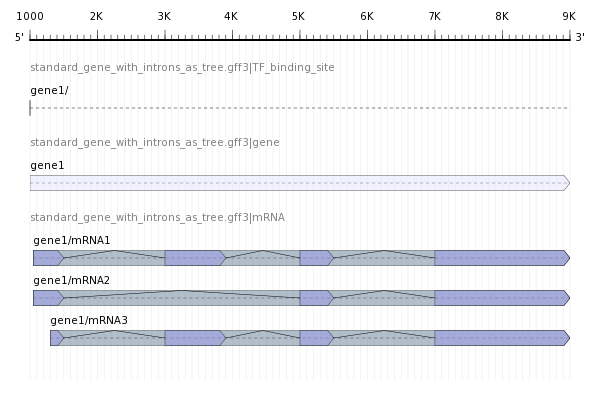 1000 2K 3K 4K 5K 6K 7K 8K 9K
5' 3'
standard_gene_with_introns_as_tree.gff3|TF_binding_site
gene1/
standard_gene_with_introns_as_tree.gff3|gene
gene1
standard_gene_with_introns_as_tree.gff3|mRNA
gene1/mRNA1
gene1/mRNA2
gene1/mRNA3